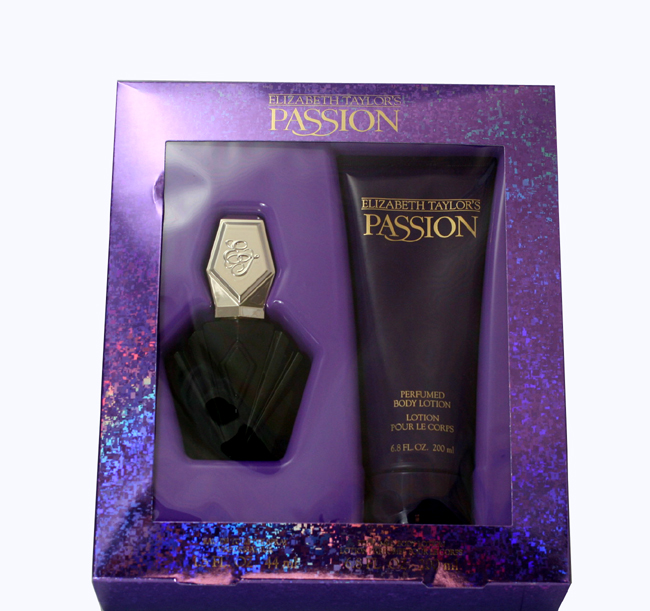 ELIZABETH TAYLOR'S
PASSION
ELIZABETH TAYLOR'S
PASSION
PERFUMED
BODY LOTION
LOTION
POUR LE CORPS
6.8 FL. OZ. 200 ml